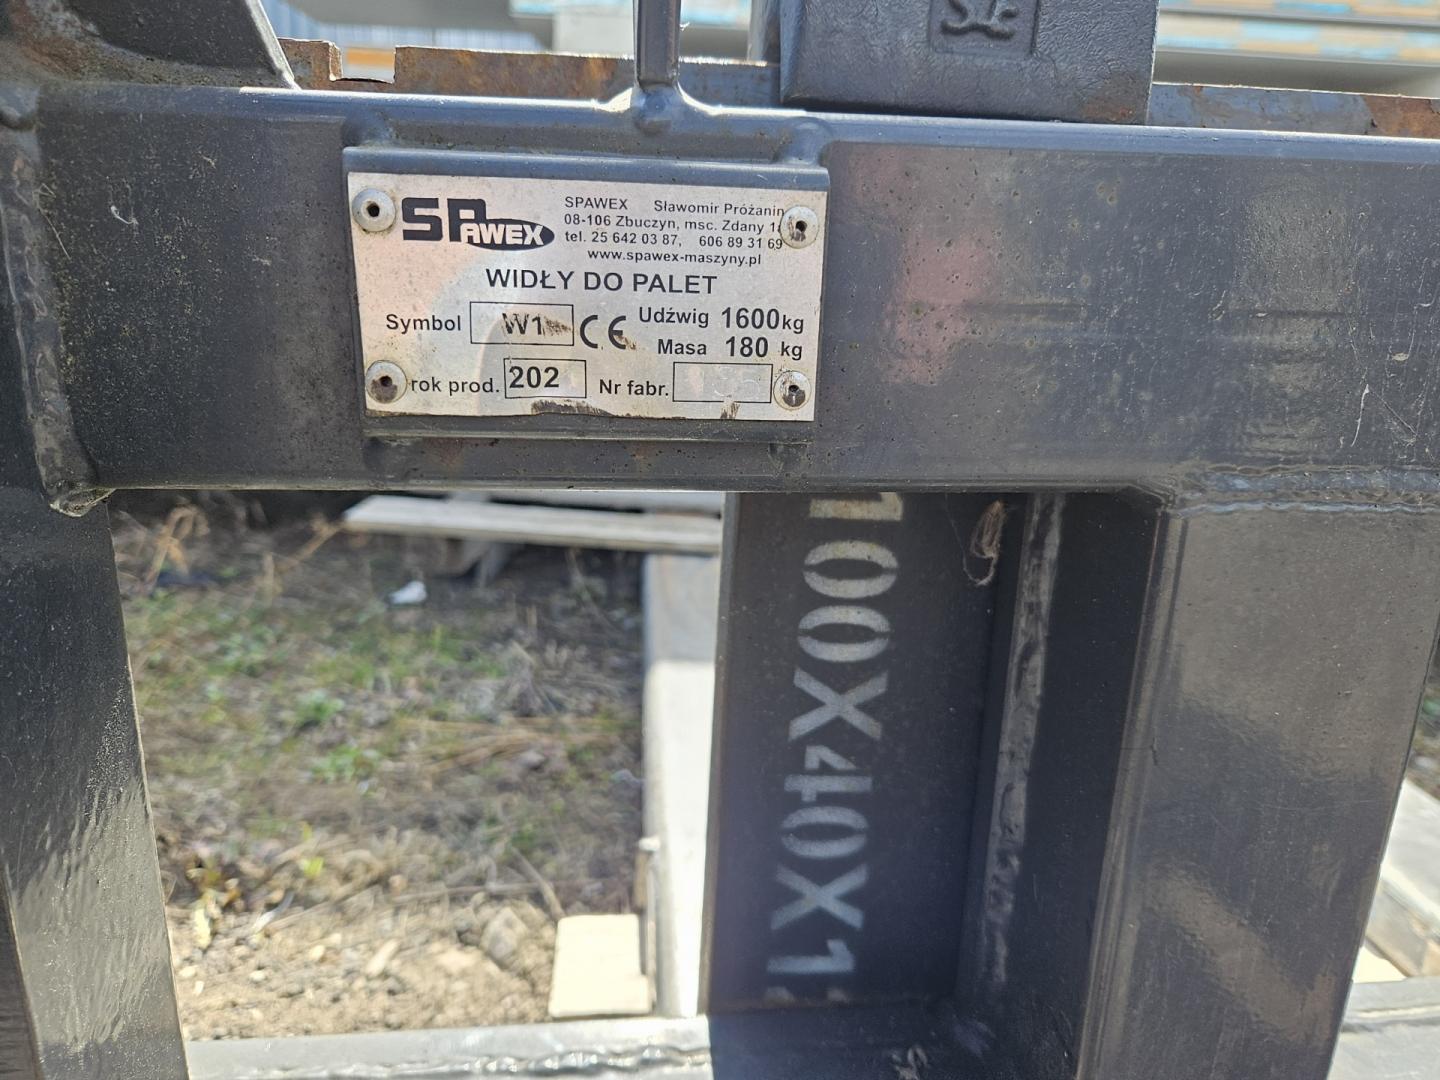 SPAWEX
SPAWEX Sławomir Próżanin
08-106 Zbuczyn, msc. Zdany
tel. 25 642 03 87, 606 89 31 69
www.spawex-maszyny.pl
WIDŁY DO PALET
Symbol W1 CE Udźwig 1600kg
Masa 180 kg
rok prod. 202 Nr fabr.